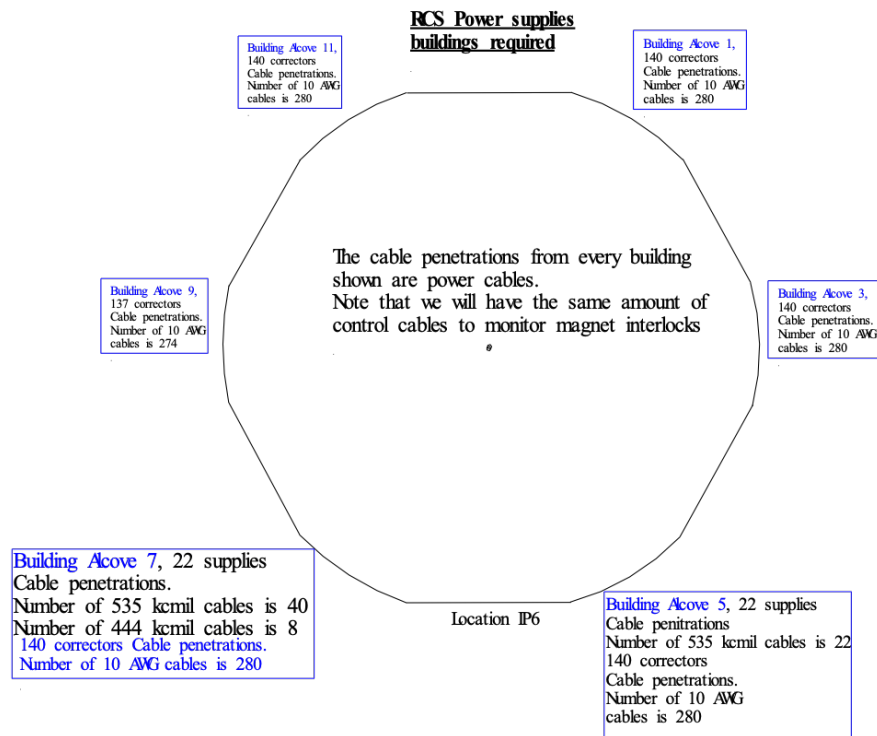 RCS Power supplies
buildings required
Building Alcove 11,
140 correctors
Cable penetrations.
Number of 10 AWG
cables is 280
Building Alcove 1,
140 correctors
Cable penetrations.
Number of 10 AWG
cables is 280
The cable penetrations from every building
shown are power cables.
Note that we will have the same amount of
control cables to monitor magnet interlocks
Building Alcove 9,
137 correctors
Cable penetrations.
Number of 10 AWG
cables is 274
Building Alcove 3,
140 correctors
Cable penetrations.
Number of 10 AWG
cables is 280
Building Alcove 7, 22 supplies
Cable penetrations.
Number of 535 kcmil cables is 40
Number of 444 kcmil cables is 8
140 correctors Cable penetrations.
Number of 10 AWG cables is 280
Location IP6
Building Alcove 5, 22 supplies
Cable penitrations
Number of 535 kcmil cables is 22
140 correctors
Cable penetrations.
Number of 10 AWG
cables is 280